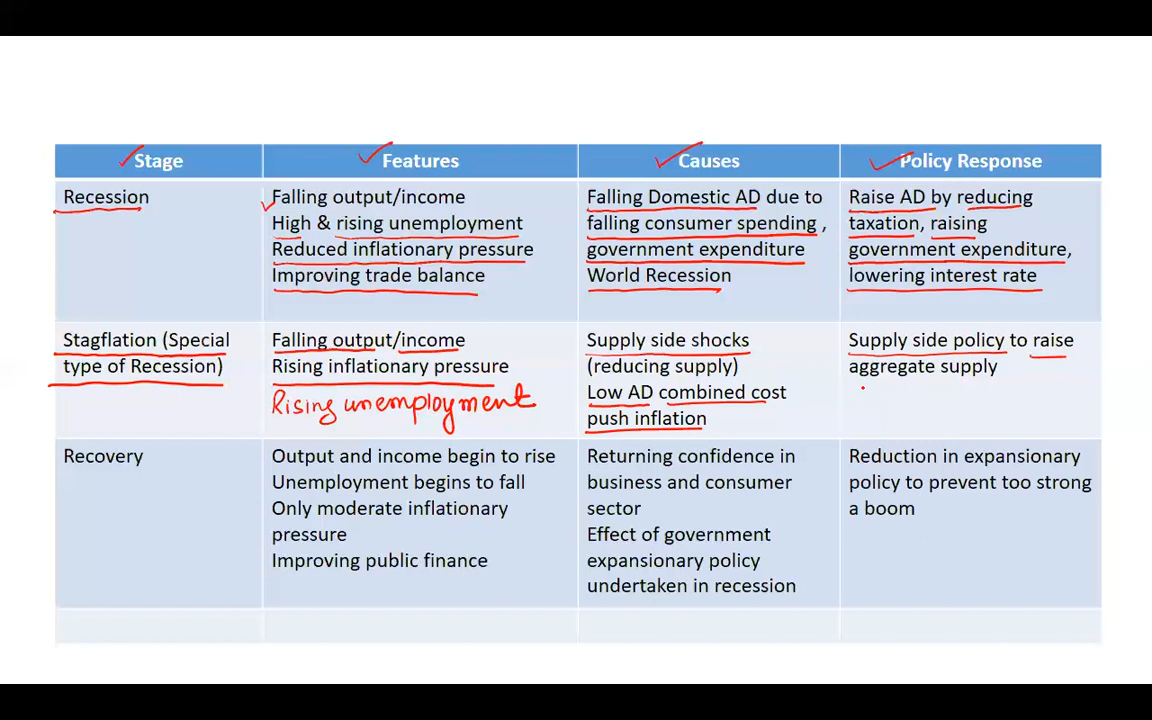 Stage
Features
Causes
Policy Response
Recession
Falling output/income
High & rising unemployment
Reduced inflationary pressure
Improving trade balance
Falling Domestic AD due to
falling consumer spending ,
government expenditure
World Recession
Raise AD by reducing
taxation, raising
government expenditure,
lowering interest rate
Stagflation (Special
type of Recession)
Falling output/income
Rising inflationary pressure
Rising unemployment
Supply side shocks
(reducing supply)
Low AD combined cost
push inflation
Supply side policy to raise
aggregate supply
Recovery
Output and income begin to rise
Unemployment begins to fall
Only moderate inflationary
pressure
Improving public finance
Returning confidence in
business and consumer
sector
Effect of government
expansionary policy
undertaken in recession
Reduction in expansionary
policy to prevent too strong
a boom